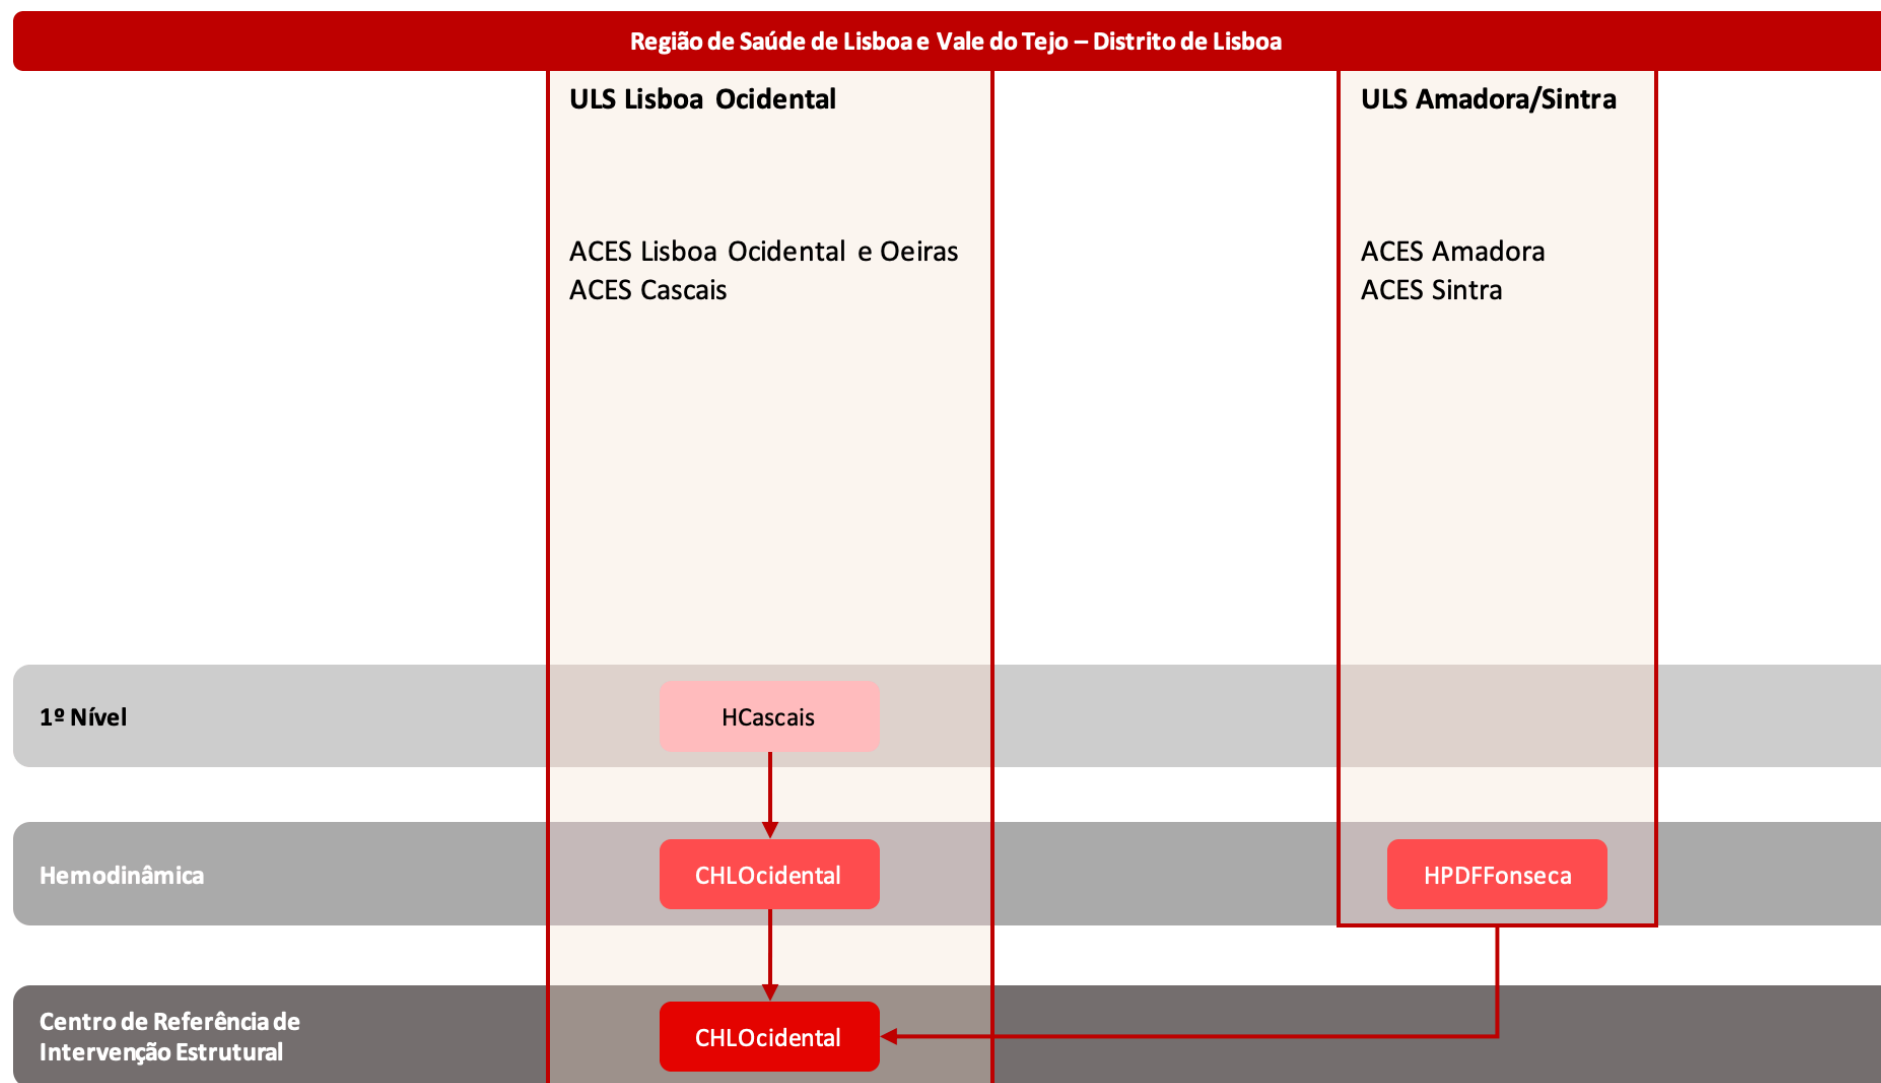 Região de Saúde de Lisboa e Vale do Tejo – Distrito de Lisboa
ULS Lisboa Ocidental
ULS Amadora/Sintra
ACES Lisboa Ocidental e Oeiras
ACES Cascais
ACES Amadora
ACES Sintra
1º Nível
HCascais
Hemodinâmica
CHLOcidental
HPDFFonseca
Centro de Referência de
Intervenção Estrutural
CHLOcidental